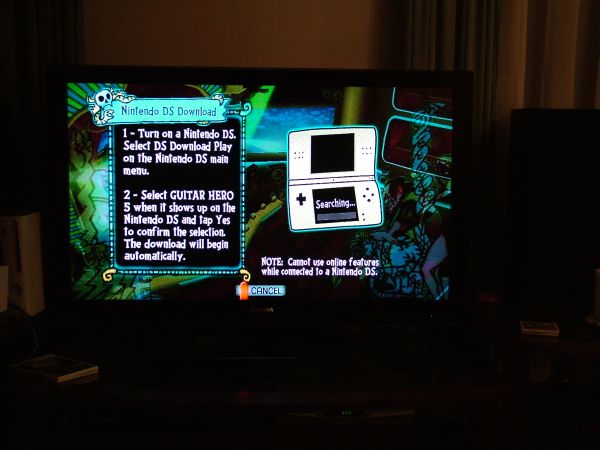 Nintendo DS Download
1 - Turn on a Nintendo DS.
Select DS Download Play
on the Nintendo DS main
menu.
2 - Select GUITAR HERO
5 when it shows up on the
Nintendo DS and tap Yes
to confirm the selection.
The download will begin
automatically.
Searching...
NOTE: Cannot use online features
while connected to a Nintendo DS.
CANCEL